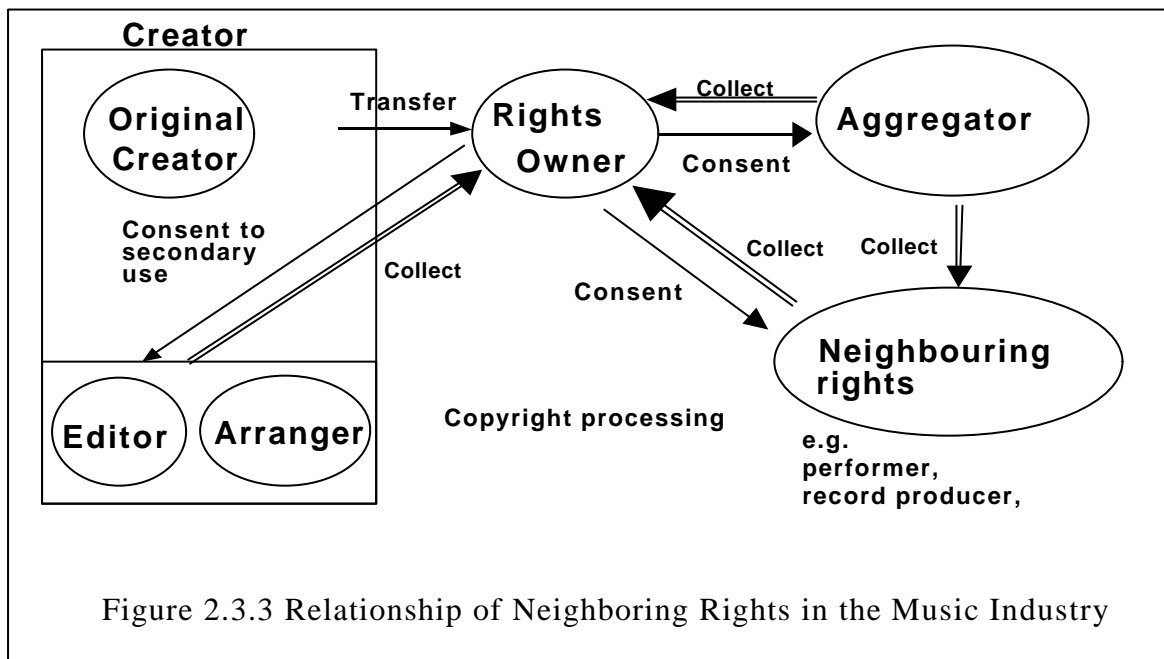 Creator
Original
Creator
Transfer
Rights
Owner
Collect
Aggregator
Consent
Consent to
secondary
use
Collect
Collect
Consent
Collect
Neighbouring
rights
Editor
Arranger
Copyright processing
e.g.
performer,
record producer,
Figure 2.3.3 Relationship of Neighboring Rights in the Music Industry